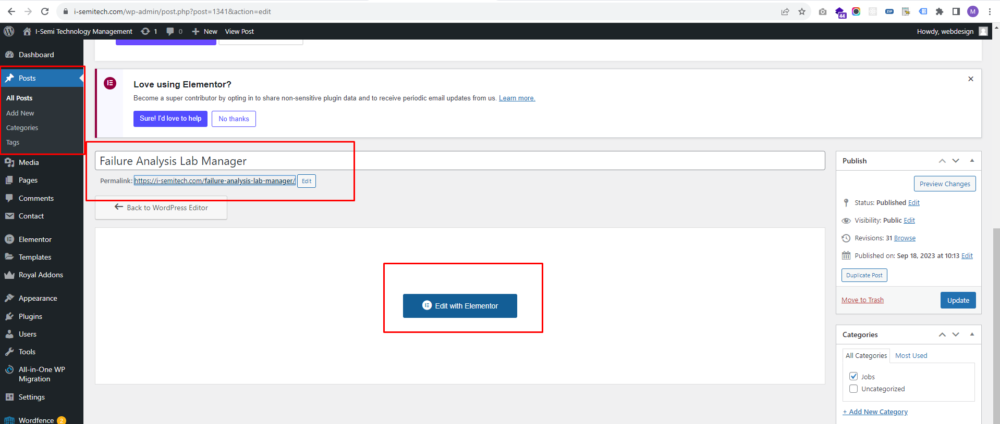 i-semitech.com/wp-admin/post.php?post=1341&action=edit
44
ZIP
M
I-Semi Technology Management
1
0
New
View Post
Howdy, webdesign
Dashboard
Posts
All Posts
Add New
Categories
Tags
Media
Pages
Comments
Contact
Elementor
Templates
Royal Addons
Appearance
Plugins
Users
Tools
All-in-One WP
Migration
Settings
Wordfence 2
Love using Elementor?
Become a super contributor by opting in to share non-sensitive plugin data and to receive periodic email updates from us. Learn more.
Sure! I'd love to help
No thanks
Failure Analysis Lab Manager
Permalink: https://i-semitech.com/failure-analysis-lab-manager/ Edit
Back to WordPress Editor
Edit with Elementor
Publish
Preview Changes
Status: Published Edit
Visibility: Public Edit
Revisions: 31 Browse
Published on: Sep 18, 2023 at 10:13 Edit
Duplicate Post
Move to Trash
Update
Categories
All Categories
Most Used
Jobs
Uncategorized
+ Add New Category